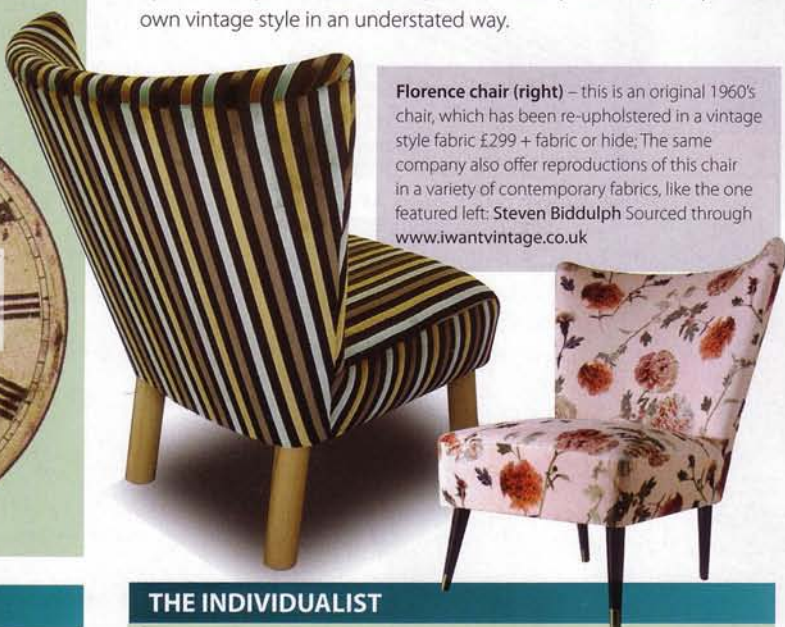 own vintage style in an understated way.
Florence chair (right) – this is an original 1960's
chair, which has been re-upholstered in a vintage
style fabric £299 + fabric or hide; The same
company also offer reproductions of this chair
in a variety of contemporary fabrics, like the one
featured left: Steven Biddulph Sourced through
www.iwantvintage.co.uk
THE INDIVIDUALIST